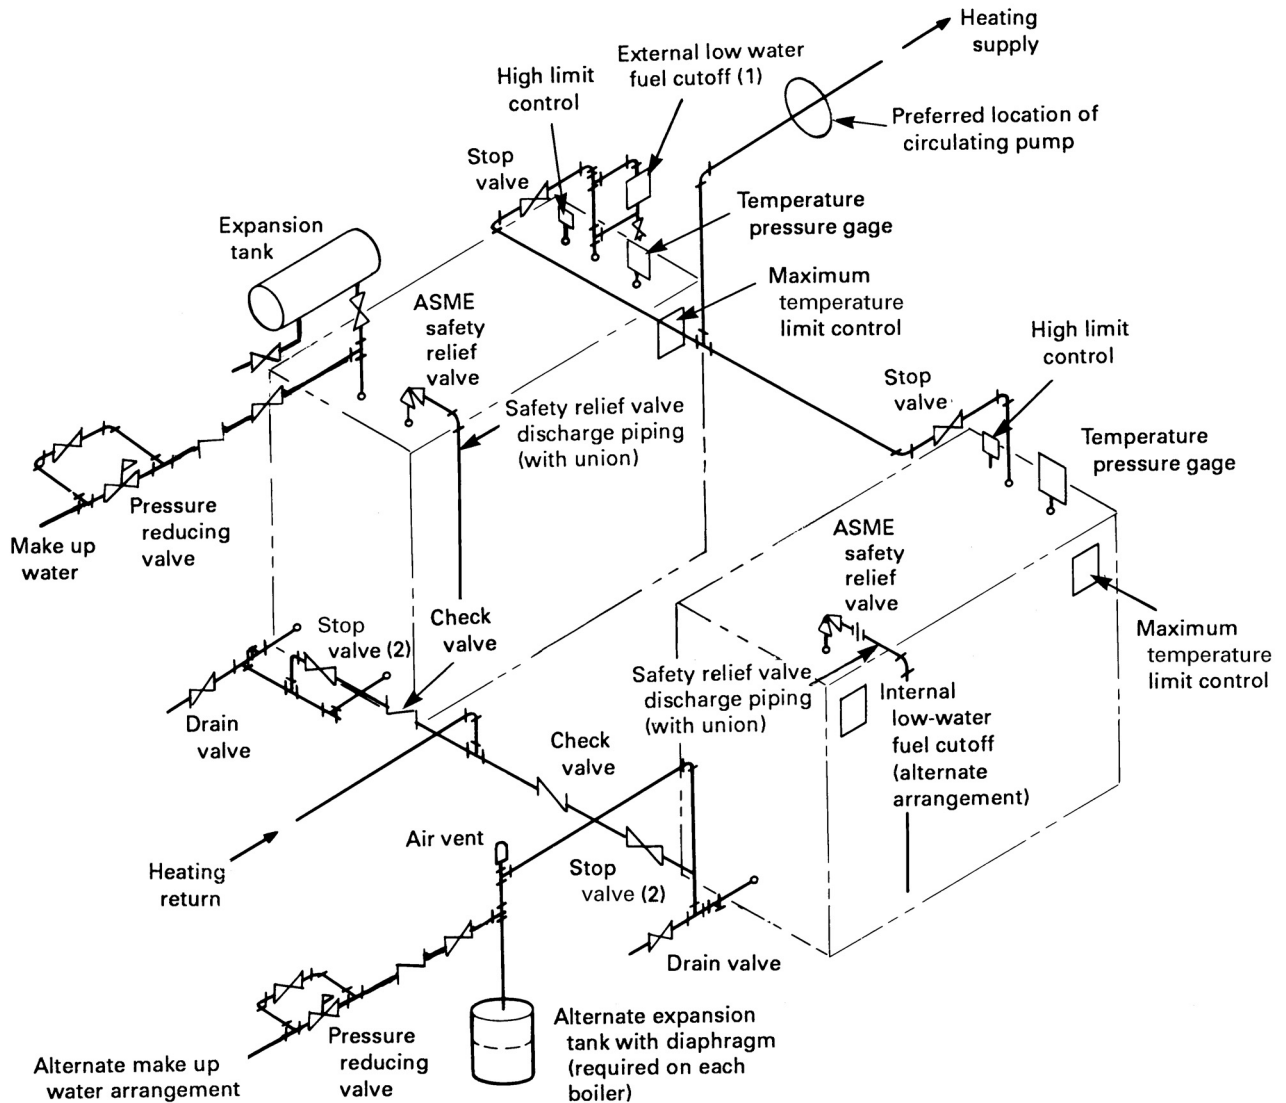 Heating
supply
External low water
fuel cutoff (1)
High limit
control
Preferred location of
circulating pump
Stop
valve
Temperature
pressure gage
Expansion
tank
Maximum
temperature
limit control
ASME
safety
relief
valve
High limit
control
Stop
valve
Safety relief valve
discharge piping
(with union)
Temperature
pressure gage
Pressure
reducing
valve
Make up
water
ASME
safety
relief
valve
Stop
valve (2)
Check
valve
Maximum
temperature
limit control
Safety relief valve
discharge piping
(with union)
Internal
low-water
fuel cutoff
(alternate
arrangement)
Drain
valve
Check
valve
Air vent
Heating
return
Stop
valve (2)
Drain valve
Alternate expansion
tank with diaphragm
(required on each
boiler)
Pressure
reducing
valve
Alternate make up
water arrangement